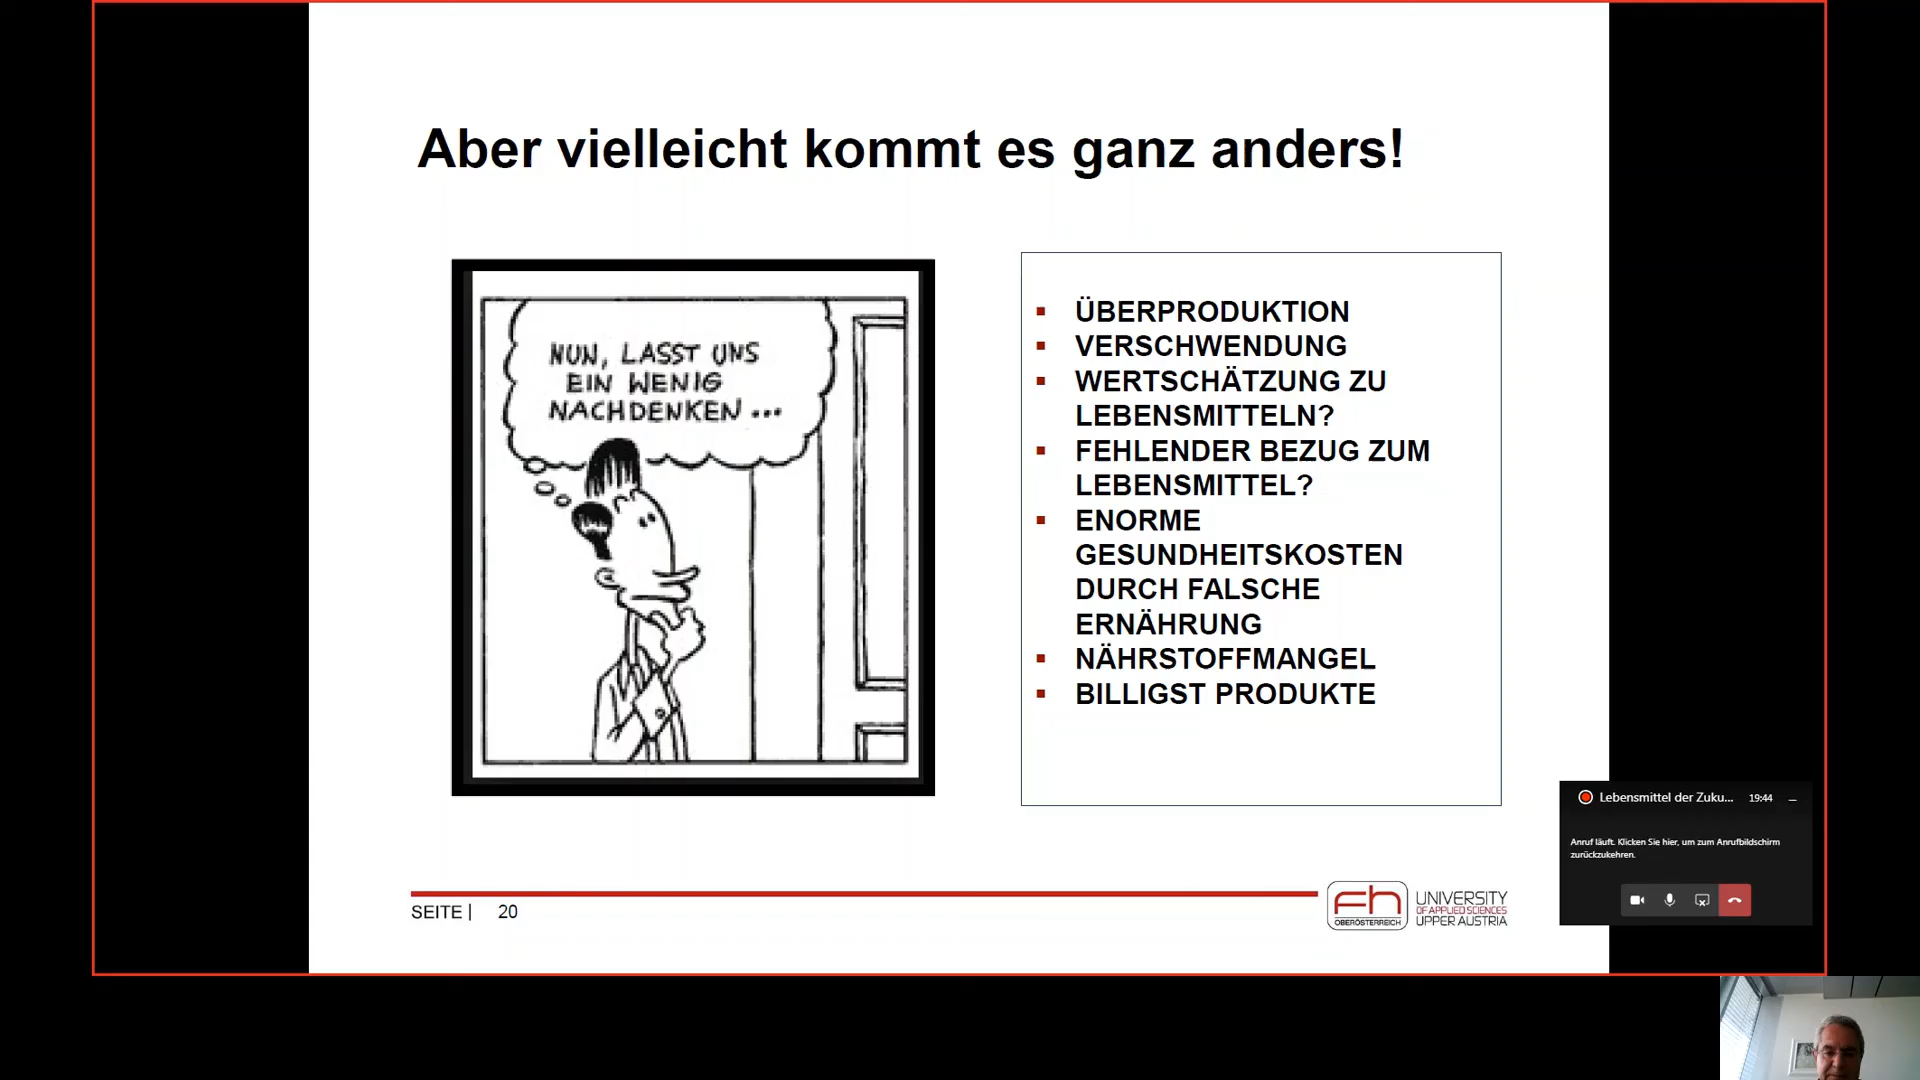 Aber vielleicht kommt es ganz anders!
NUN, LASST UNS
EIN WENIG
NACHDENKEN...
▪ ÜBERPRODUKTION
▪ VERSCHWENDUNG
▪ WERTSCHÄTZUNG ZU
LEBENSMITTELN?
▪ FEHLENDER BEZUG ZUM
LEBENSMITTEL?
▪ ENORME
GESUNDHEITSKOSTEN
DURCH FALSCHE
ERNÄHRUNG
▪ NÄHRSTOFFMANGEL
▪ BILLIGST PRODUKTE
Lebensmittel der Zuku... 19:44
Anruf läuft. Klicken Sie hier, um zum Anrufbildschirm
zurückzukehren.
SEITE | 20
fh
OBERÖSTERREICH
UNIVERSITY
OF APPLIED SCIENCES
UPPER AUSTRIA